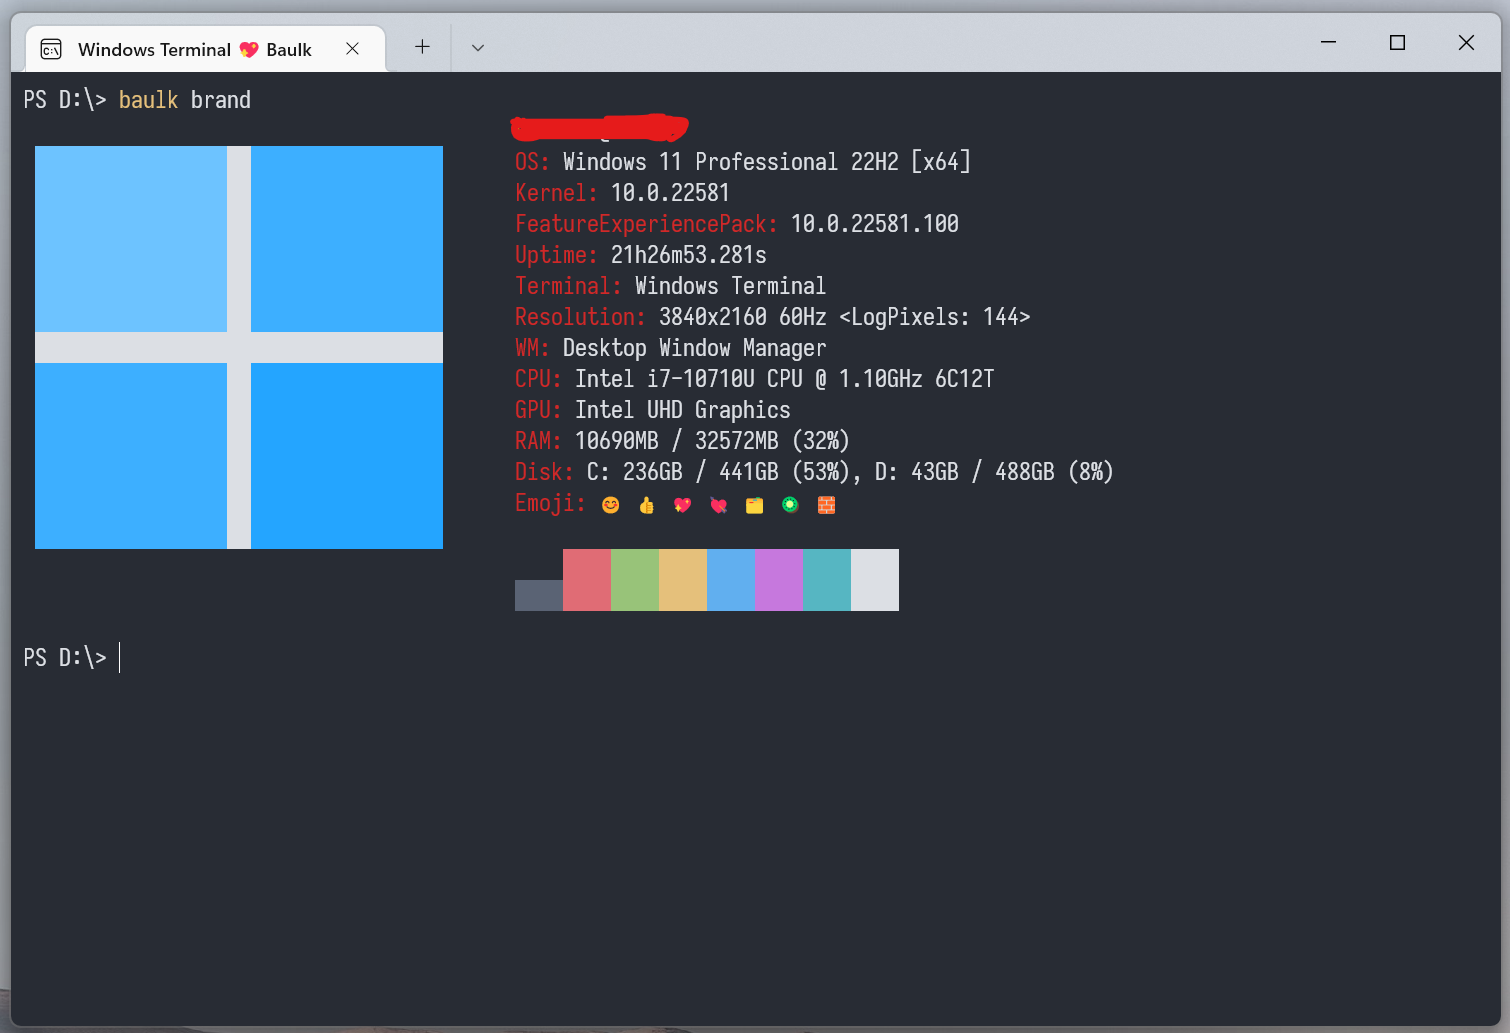 Windows Terminal 💖 Baulk
PS D:\> baulk brand
OS: Windows 11 Professional 22H2 [x64]
Kernel: 10.0.22581
FeatureExperiencePack: 10.0.22581.100
Uptime: 21h26m53.281s
Terminal: Windows Terminal
Resolution: 3840x2160 60Hz <LogPixels: 144>
WM: Desktop Window Manager
CPU: Intel i7-10710U CPU @ 1.10GHz 6C12T
GPU: Intel UHD Graphics
RAM: 10690MB / 32572MB (32%)
Disk: C: 236GB / 441GB (53%), D: 43GB / 488GB (8%)
Emoji: 😊 👍 💖 💘 🗂️ 🥝 🧱
PS D:\>